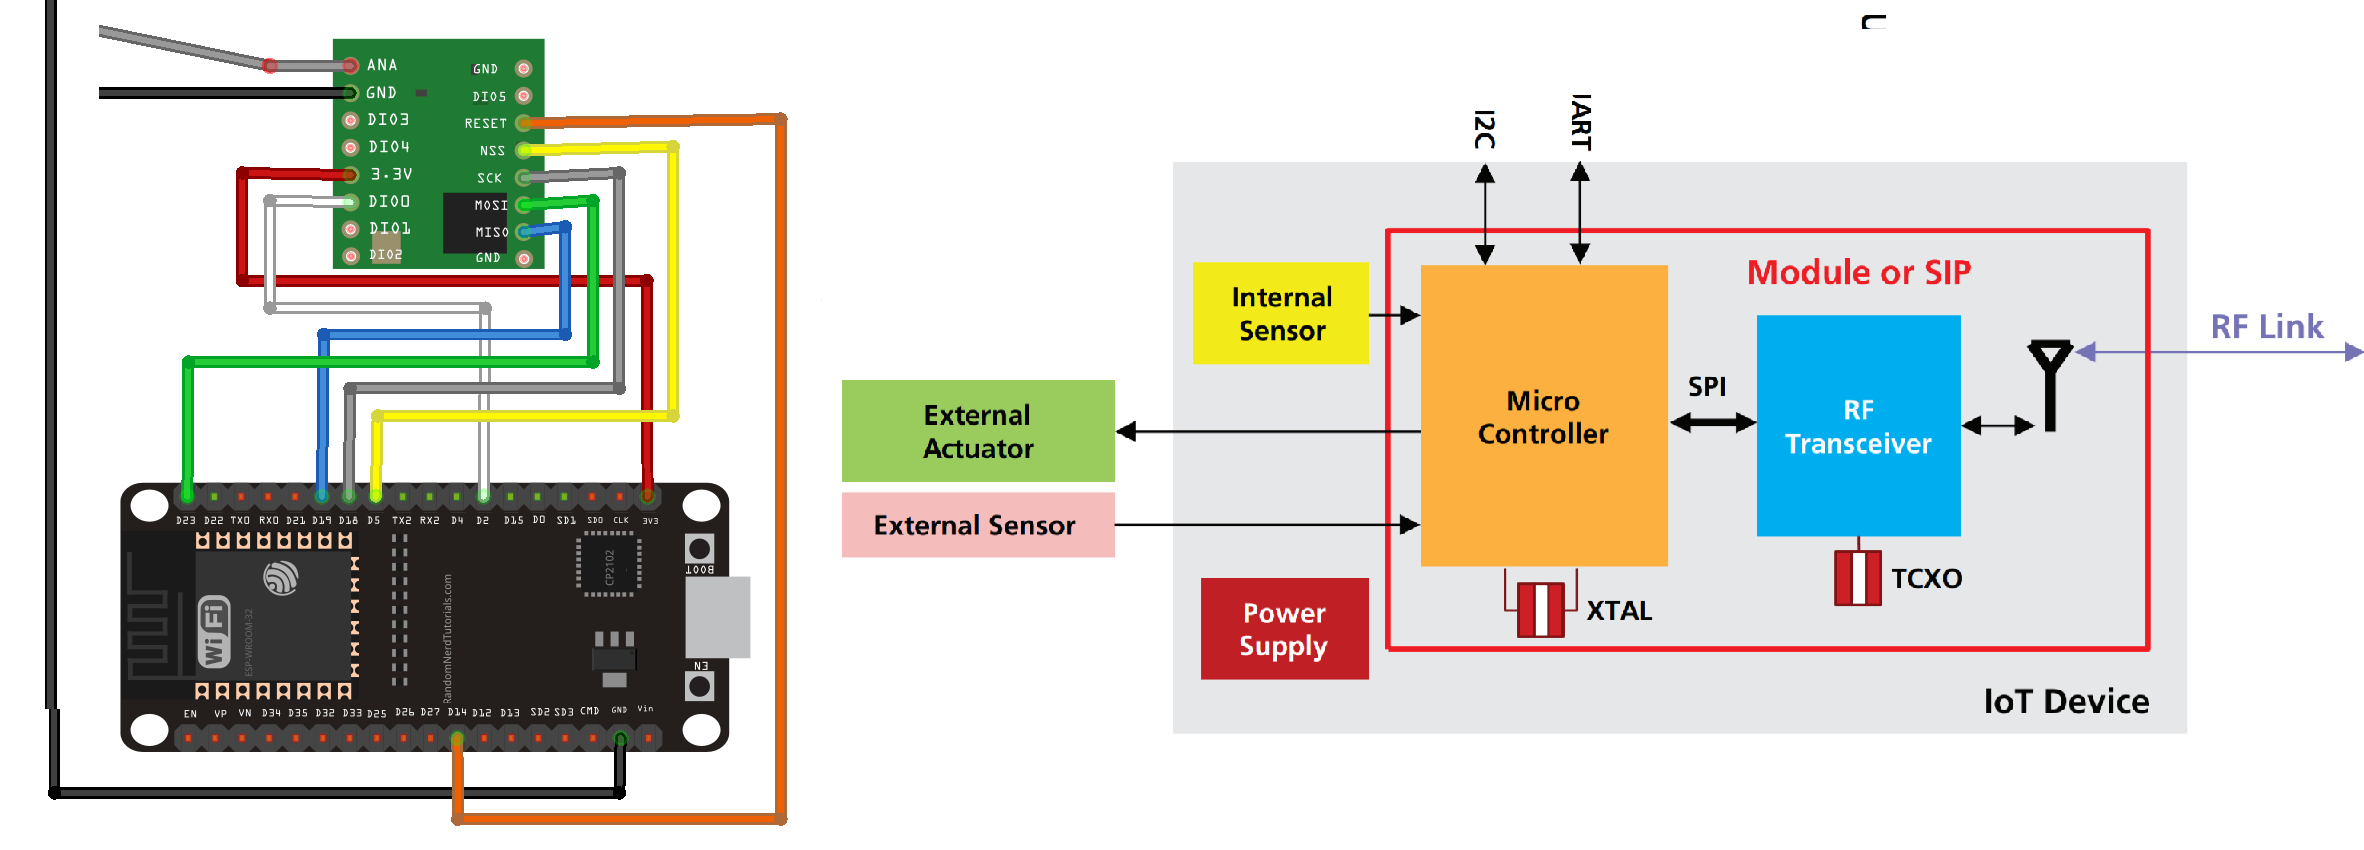 ANA
GND
DIO3
DIO4
3.3V
DIO0
DIO1
DIO2
GND
DIO5
RESET
NSS
SCK
MOSI
MISO
GND
D23 D22 TX0 RX0 D21 D19 D18 D5 TX2 RX2 D4 D2 D15 D0 SD1 SD0 CLK 3V3
WiFi
ESP-WROOM-32
RandomNerdTutorials.com
CP2102
BOOT
EN
EN VP VN D34 D35 D32 D33 D25 D26 D27 D14 D12 D13 SD2 SD3 CMD GND Vin
I2C
UART
Module or SIP
Internal
Sensor
External
Actuator
External Sensor
Power
Supply
Micro
Controller
SPI
RF
Transceiver
RF Link
XTAL
TCXO
IoT Device